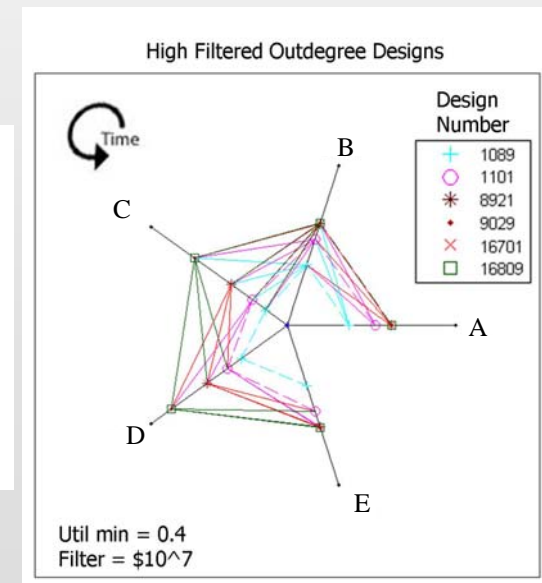 High Filtered Outdegree Designs
Time
Design
Number
1089
1101
8921
9029
16701
16809
B
C
A
D
E
Util min = 0.4
Filter = $10^7